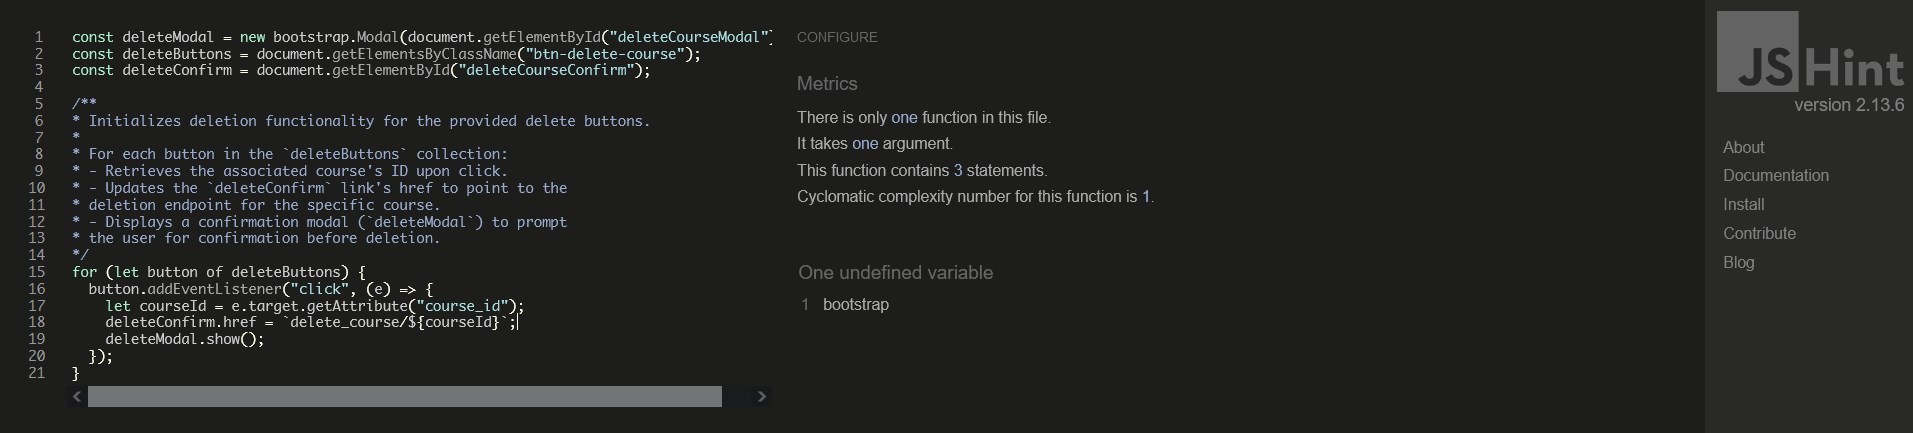 1 const deleteModal = new bootstrap.Modal(document.getElementById("deleteCourseModal")
2 const deleteButtons = document.getElementsByClassName("btn-delete-course");
3 const deleteConfirm = document.getElementById("deleteCourseConfirm");
4
5 /**
6 * Initializes deletion functionality for the provided delete buttons.
7 *
8 * For each button in the `deleteButtons` collection:
9 * - Retrieves the associated course's ID upon click.
10 * - Updates the `deleteConfirm` link's href to point to the
11 * deletion endpoint for the specific course.
12 * - Displays a confirmation modal (`deleteModal`) to prompt
13 * the user for confirmation before deletion.
14 */
15 for (let button of deleteButtons) {
16 button.addEventListener("click", (e) => {
17 let courseId = e.target.getAttribute("course_id");
18 deleteConfirm.href = `delete_course/${courseId}`;
19 deleteModal.show();
20 });
21 }
CONFIGURE
Metrics
There is only one function in this file.
It takes one argument.
This function contains 3 statements.
Cyclomatic complexity number for this function is 1.
One undefined variable
1 bootstrap
JSHint
version 2.13.6
About
Documentation
Install
Contribute
Blog